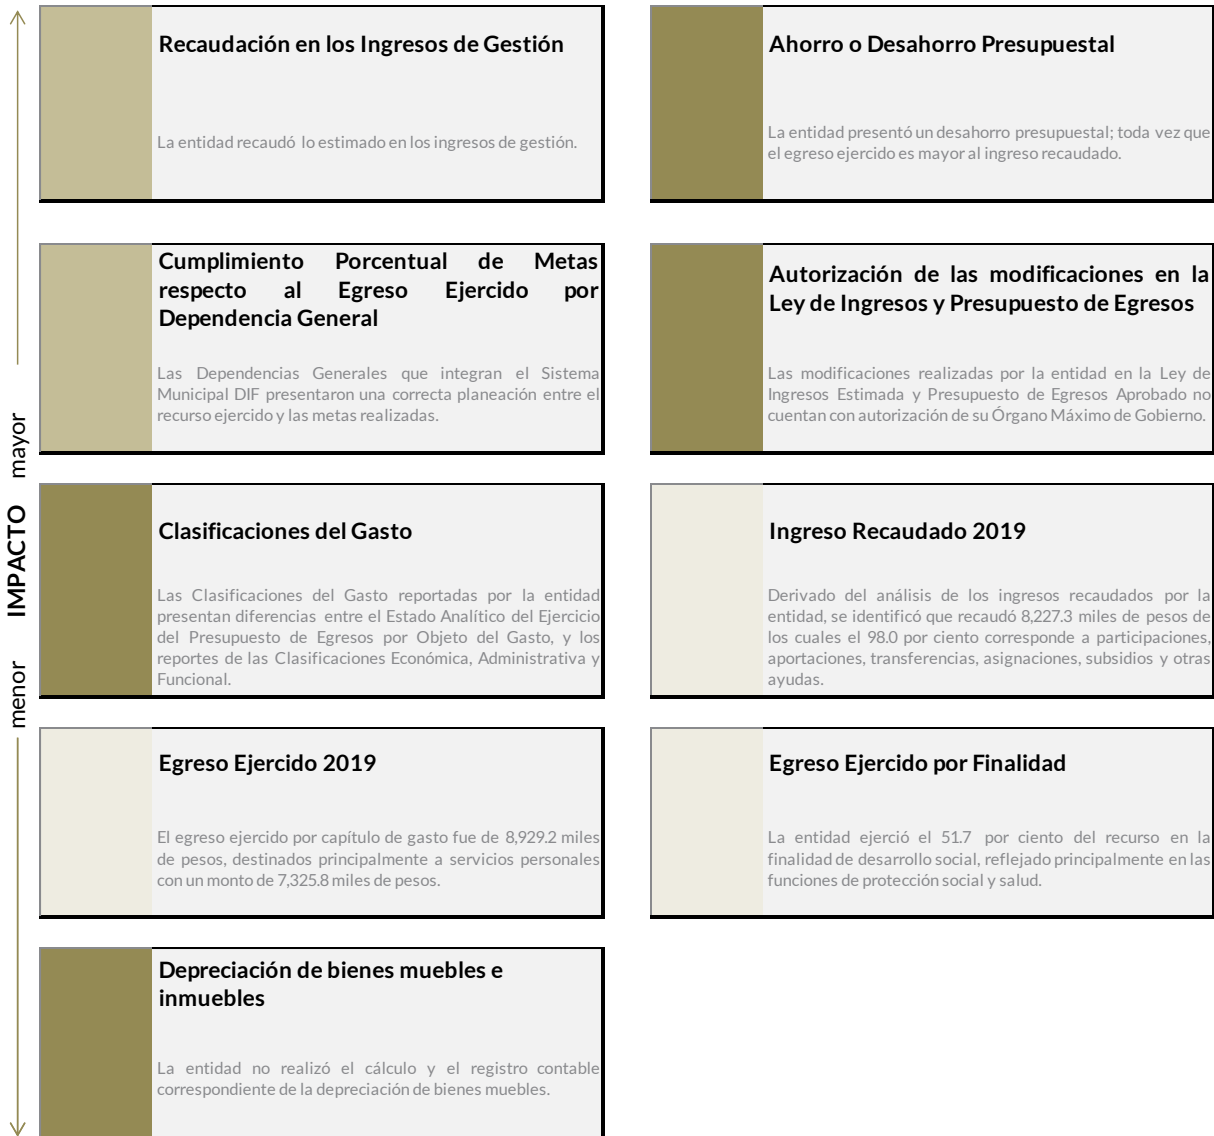 Recaudación en los Ingresos de Gestión
La entidad recaudó lo estimado en los ingresos de gestión.
Ahorro o Desahorro Presupuestal
La entidad presentó un desahorro presupuestal; toda vez que
el egreso ejercido es mayor al ingreso recaudado.
Cumplimiento Porcentual de Metas
respecto al Egreso Ejercido por
Dependencia General
Las Dependencias Generales que integran el Sistema
Municipal DIF presentaron una correcta planeación entre el
recurso ejercido y las metas realizadas.
Autorización de las modificaciones en la
Ley de Ingresos y Presupuesto de Egresos
Las modificaciones realizadas por la entidad en la Ley de
Ingresos Estimada y Presupuesto de Egresos Aprobado no
cuentan con autorización de su Órgano Máximo de Gobierno.
menor IMPACTO mayor
Clasificaciones del Gasto
Las Clasificaciones del Gasto reportadas por la entidad
presentan diferencias entre el Estado Analítico del Ejercicio
del Presupuesto de Egresos por Objeto del Gasto, y los
reportes de las Clasificaciones Económica, Administrativa y
Funcional.
Ingreso Recaudado 2019
Derivado del análisis de los ingresos recaudados por la
entidad, se identificó que recaudó 8,227.3 miles de pesos de
los cuales el 98.0 por ciento corresponde a participaciones,
aportaciones, transferencias, asignaciones, subsidios y otras
ayudas.
Egreso Ejercido 2019
El egreso ejercido por capítulo de gasto fue de 8,929.2 miles
de pesos, destinados principalmente a servicios personales
con un monto de 7,325.8 miles de pesos.
Egreso Ejercido por Finalidad
La entidad ejerció el 51.7 por ciento del recurso en la
finalidad de desarrollo social, reflejado principalmente en las
funciones de protección social y salud.
Depreciación de bienes muebles e
inmuebles
La entidad no realizó el cálculo y el registro contable
correspondiente de la depreciación de bienes muebles.